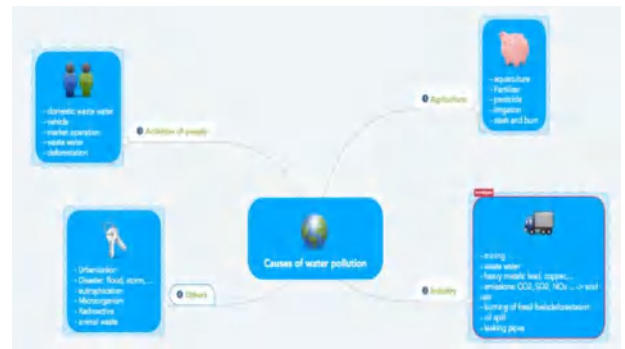 - domestic waste water
- vehicle
- market operation
- waste water
- deforestation
Activities of people
- aquaculture
- Fertilizer
- pesticide
- irrigation
- slash and burn
Agriculture
Causes of water pollution
- Urbanization
- Disaster: flood, storm, ...
- eutrophication
- Microorganism
- Radioactive
- animal waste
Others
- mining
- waste water
- heavy metals: lead, copper,...
- emissions: CO2, SO2, NOx ... -> acid
rain
- burning of fossil fuels,deforestation
- oil spill
- leaking pipes
Industry